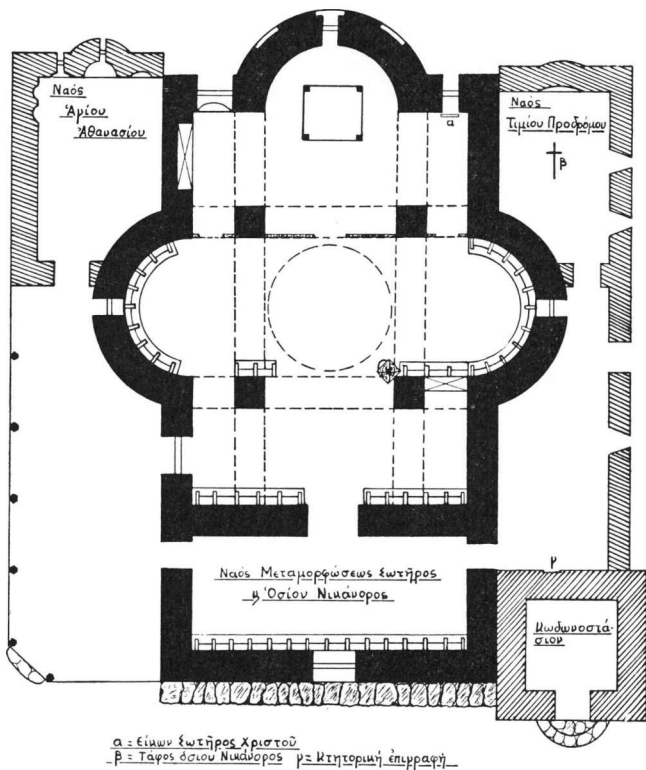 Ναός
Ἁγίου
Ἀθανασίου
α
Ναός
Τιμίου Προδρόμου
β
Ναός Μεταμορφώσεως Σωτῆρος
ϗ Ὁσίου Νικάνορος
γ
Κωδωνοστά-
σιον
α = Εἰκὼν Σωτῆρος Χριστοῦ
β = Τάφος ὁσίου Νικάνορος γ = Κτητορικὴ ἐπιγραφή